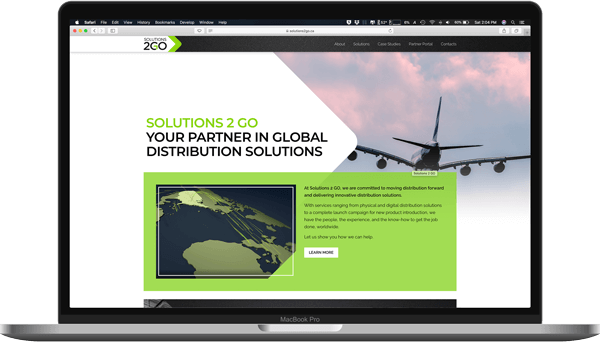 Safari File Edit View History Bookmarks Develop Window Help
Sat 2:04 PM
solutions2go.ca
SOLUTIONS
2GO
About Solutions Case Studies Partner Portal Contacts
SOLUTIONS 2 GO
YOUR PARTNER IN GLOBAL
DISTRIBUTION SOLUTIONS
Solutions 2 GO
At Solutions 2 GO, we are committed to moving distribution forward
and delivering innovative distribution solutions.
With services ranging from physical and digital distribution solutions
to a complete launch campaign for new product introduction, we
have the people, the experience, and the know-how to get the job
done, worldwide.
Let us show you how we can help.
LEARN MORE
MacBook Pro